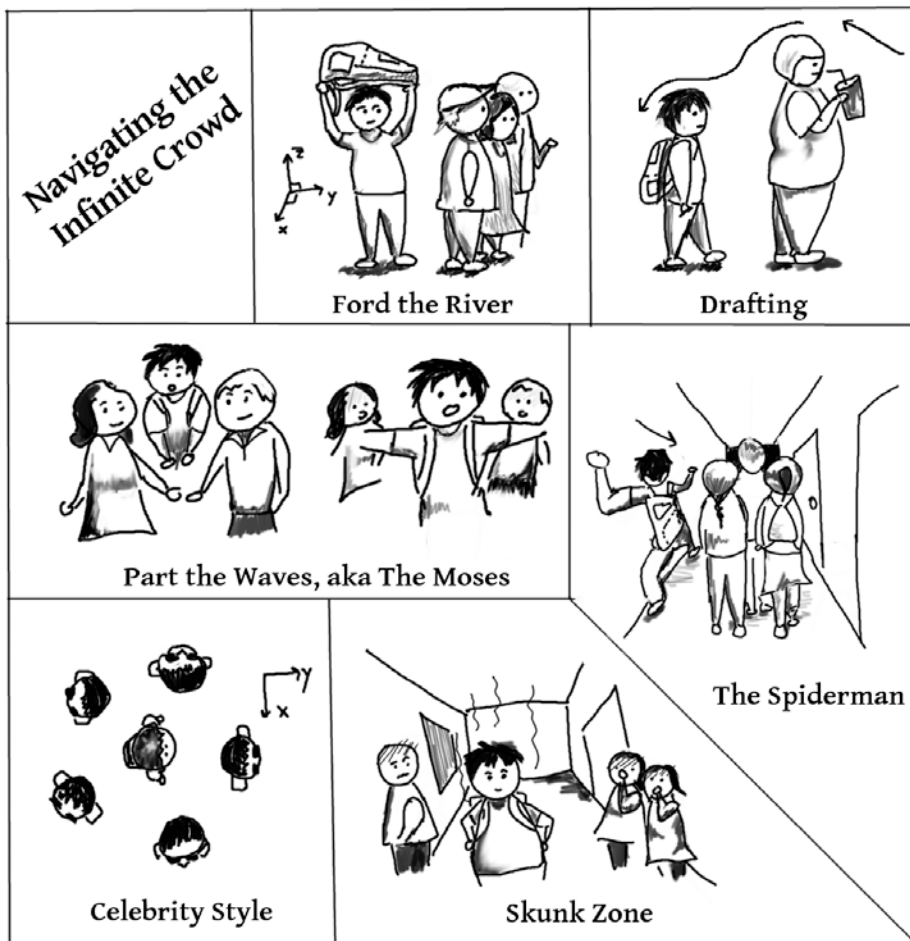 Navigating the
Infinite Crowd
z
y
x
Ford the River
Drafting
Part the Waves, aka The Moses
The Spiderman
y
x
Celebrity Style
Skunk Zone